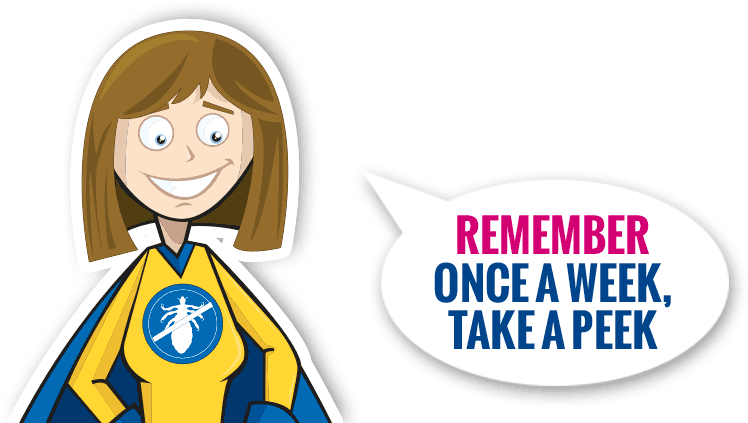 REMEMBER
ONCE A WEEK,
TAKE A PEEK